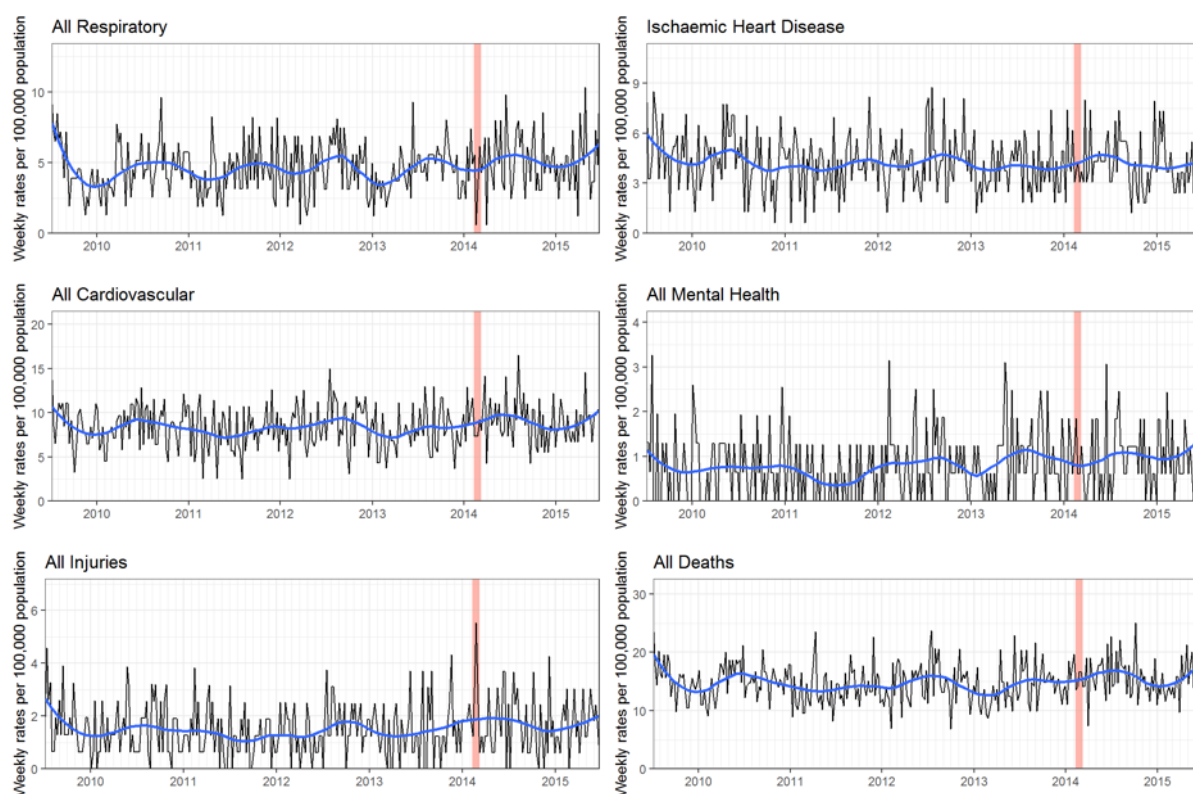 All Respiratory
Weekly rates per 100,000 population
10
5
0
2010 2011 2012 2013 2014 2015
Ischaemic Heart Disease
Weekly rates per 100,000 population
9
6
3
0
2010 2011 2012 2013 2014 2015
All Cardiovascular
Weekly rates per 100,000 population
20
15
10
5
0
2010 2011 2012 2013 2014 2015
All Mental Health
Weekly rates per 100,000 population
4
3
2
1
0
2010 2011 2012 2013 2014 2015
All Injuries
Weekly rates per 100,000 population
6
4
2
0
2010 2011 2012 2013 2014 2015
All Deaths
Weekly rates per 100,000 population
30
20
10
0
2010 2011 2012 2013 2014 2015